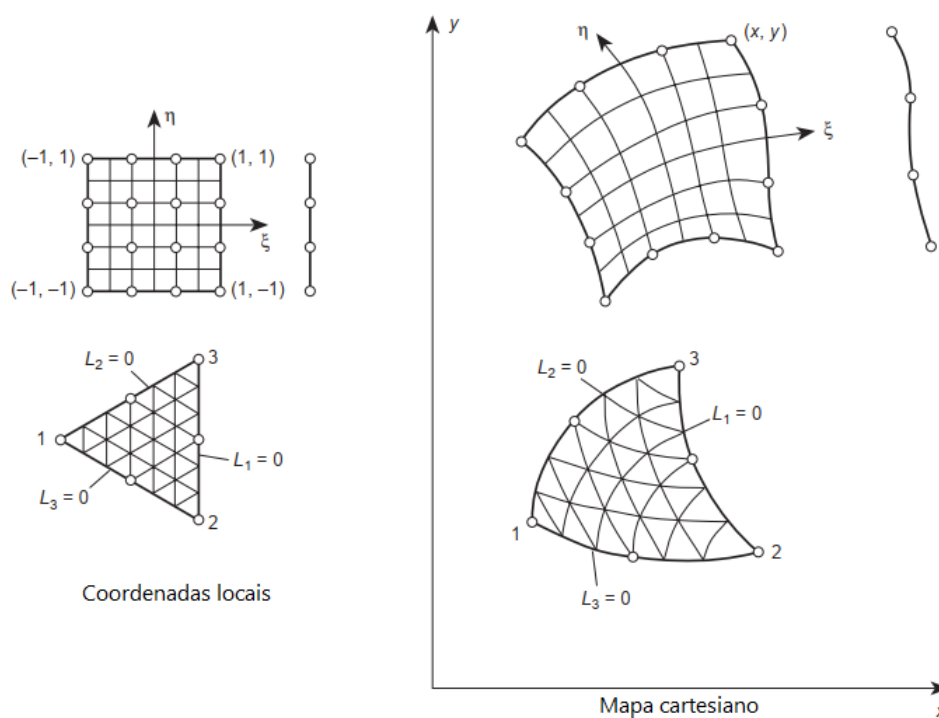 η
(–1, 1)
(1, 1)
ξ
(–1, –1)
(1, –1)
L2 = 0
3
1
L1 = 0
L3 = 0
2
Coordenadas locais
y
η
(x, y)
ξ
3
L2 = 0
L1 = 0
1
2
L3 = 0
Mapa cartesiano